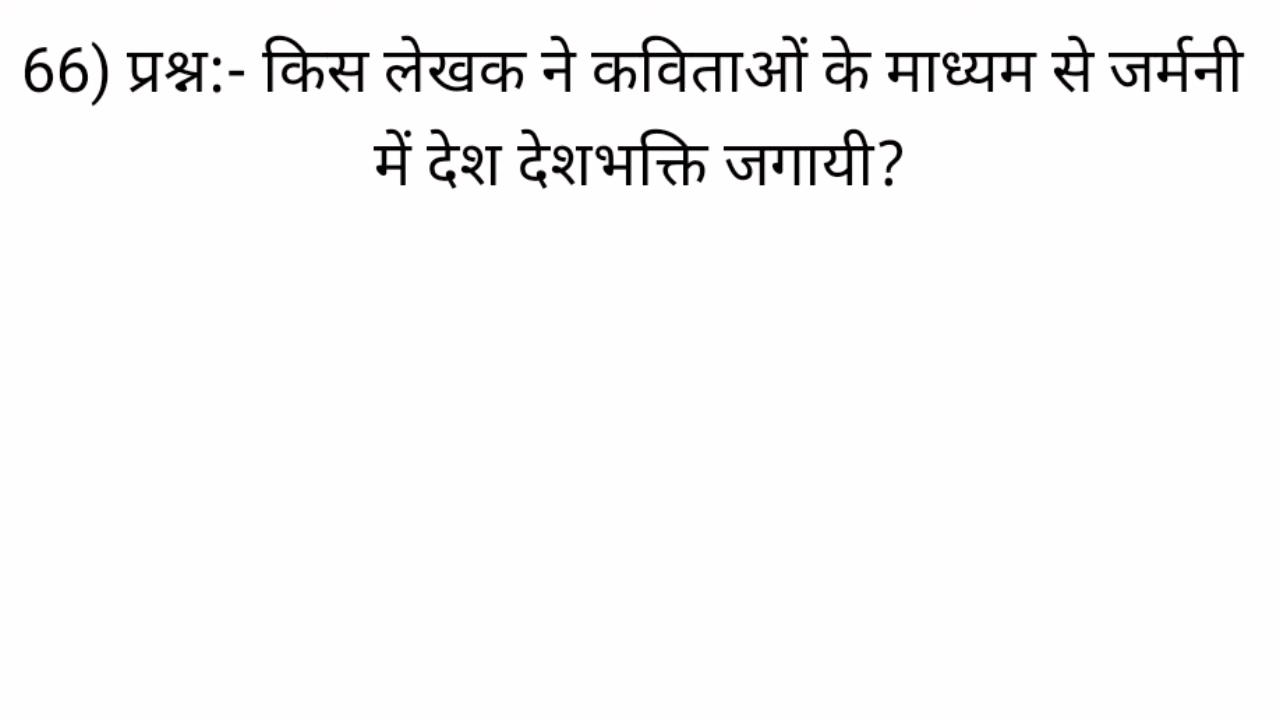 66) प्रश्न:- किस लेखक ने कविताओं के माध्यम से जर्मनी
में देश देशभक्ति जगायी?